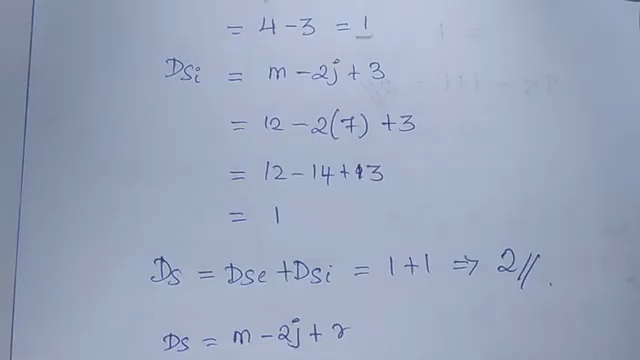 = 4 - 3 = 1
Dsi = m - 2j + 3
= 12 - 2(7) + 3
= 12 - 14 + 3
= 1
Ds = Dse + Dsi = 1 + 1 ⇒ 2//.
Ds = m - 2j + r